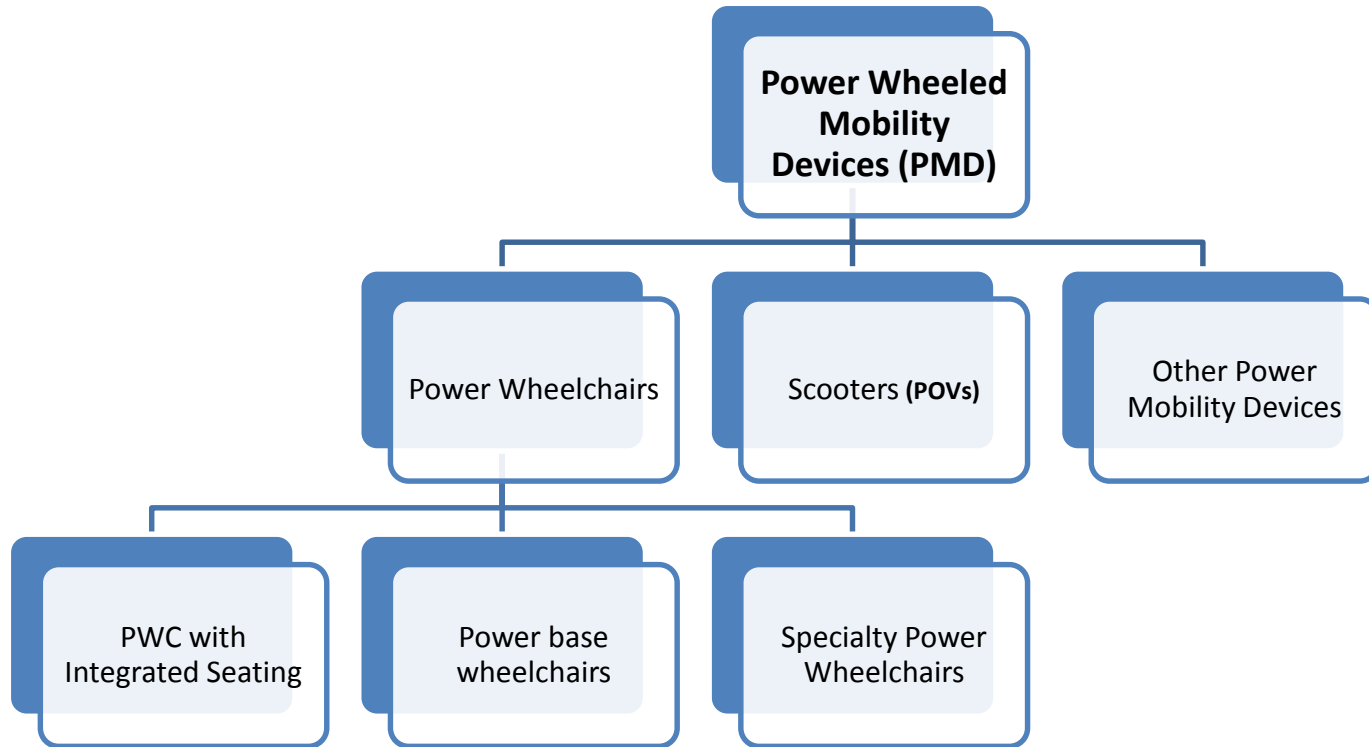 Power Wheeled
Mobility
Devices (PMD)
Power Wheelchairs
Scooters (POVs)
Other Power
Mobility Devices
PWC with
Integrated Seating
Power base
wheelchairs
Specialty Power
Wheelchairs